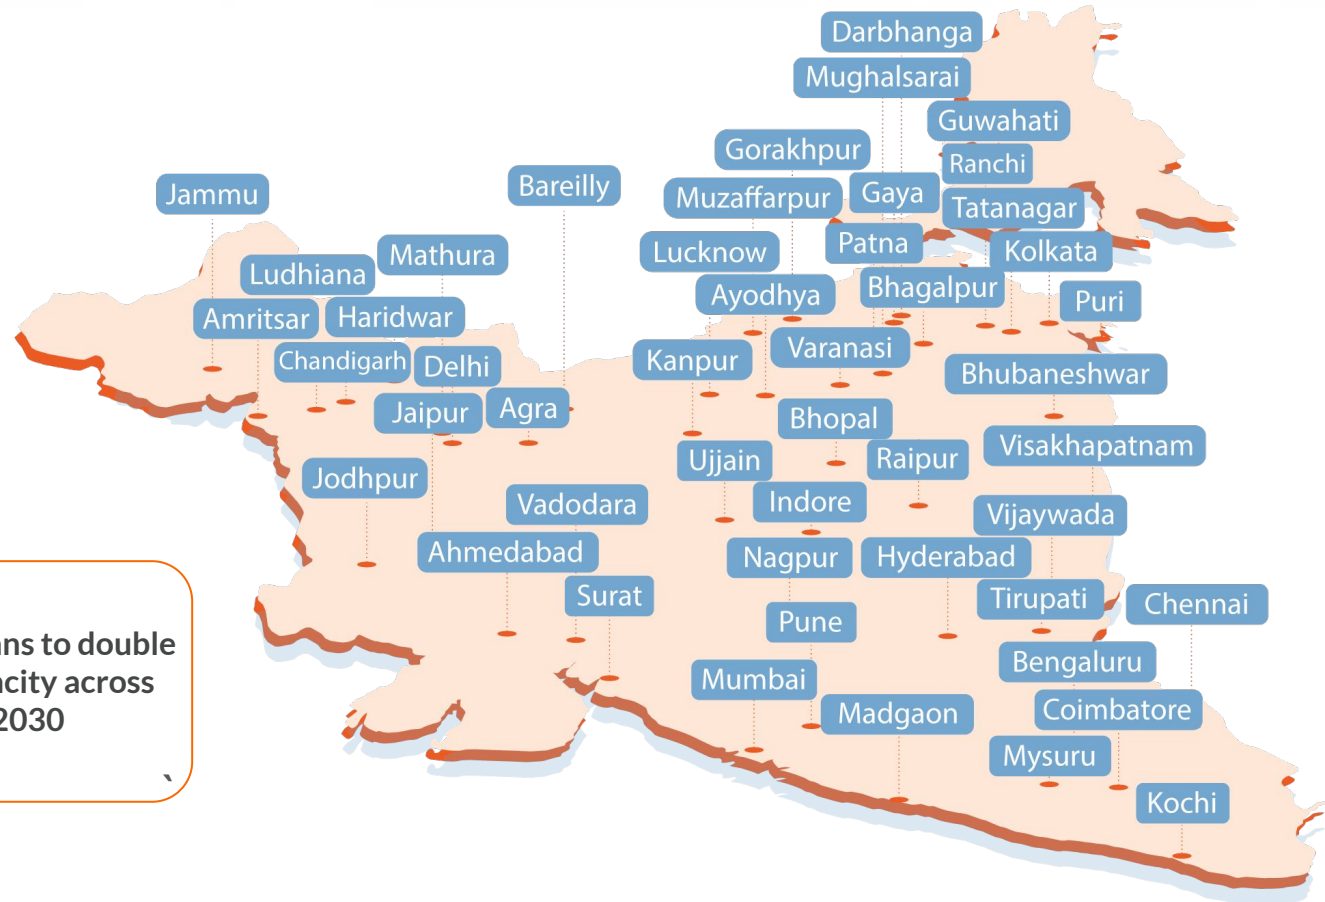 Darbhanga
Mughalsarai
Guwahati
Gorakhpur
Ranchi
Jammu
Bareilly
Muzaffarpur
Gaya
Tatanagar
Mathura
Lucknow
Patna
Kolkata
Ludhiana
Ayodhya
Bhagalpur
Puri
Amritsar
Haridwar
Chandigarh
Delhi
Kanpur
Varanasi
Bhubaneshwar
Jaipur
Agra
Bhopal
Visakhapatnam
Jodhpur
Ujjain
Raipur
Vadodara
Indore
Vijaywada
Ahmedabad
Nagpur
Hyderabad
Surat
Tirupati
Chennai
Pune
ans to double
acity across
2030
Bengaluru
Mumbai
Madgaon
Coimbatore
Mysuru
Kochi